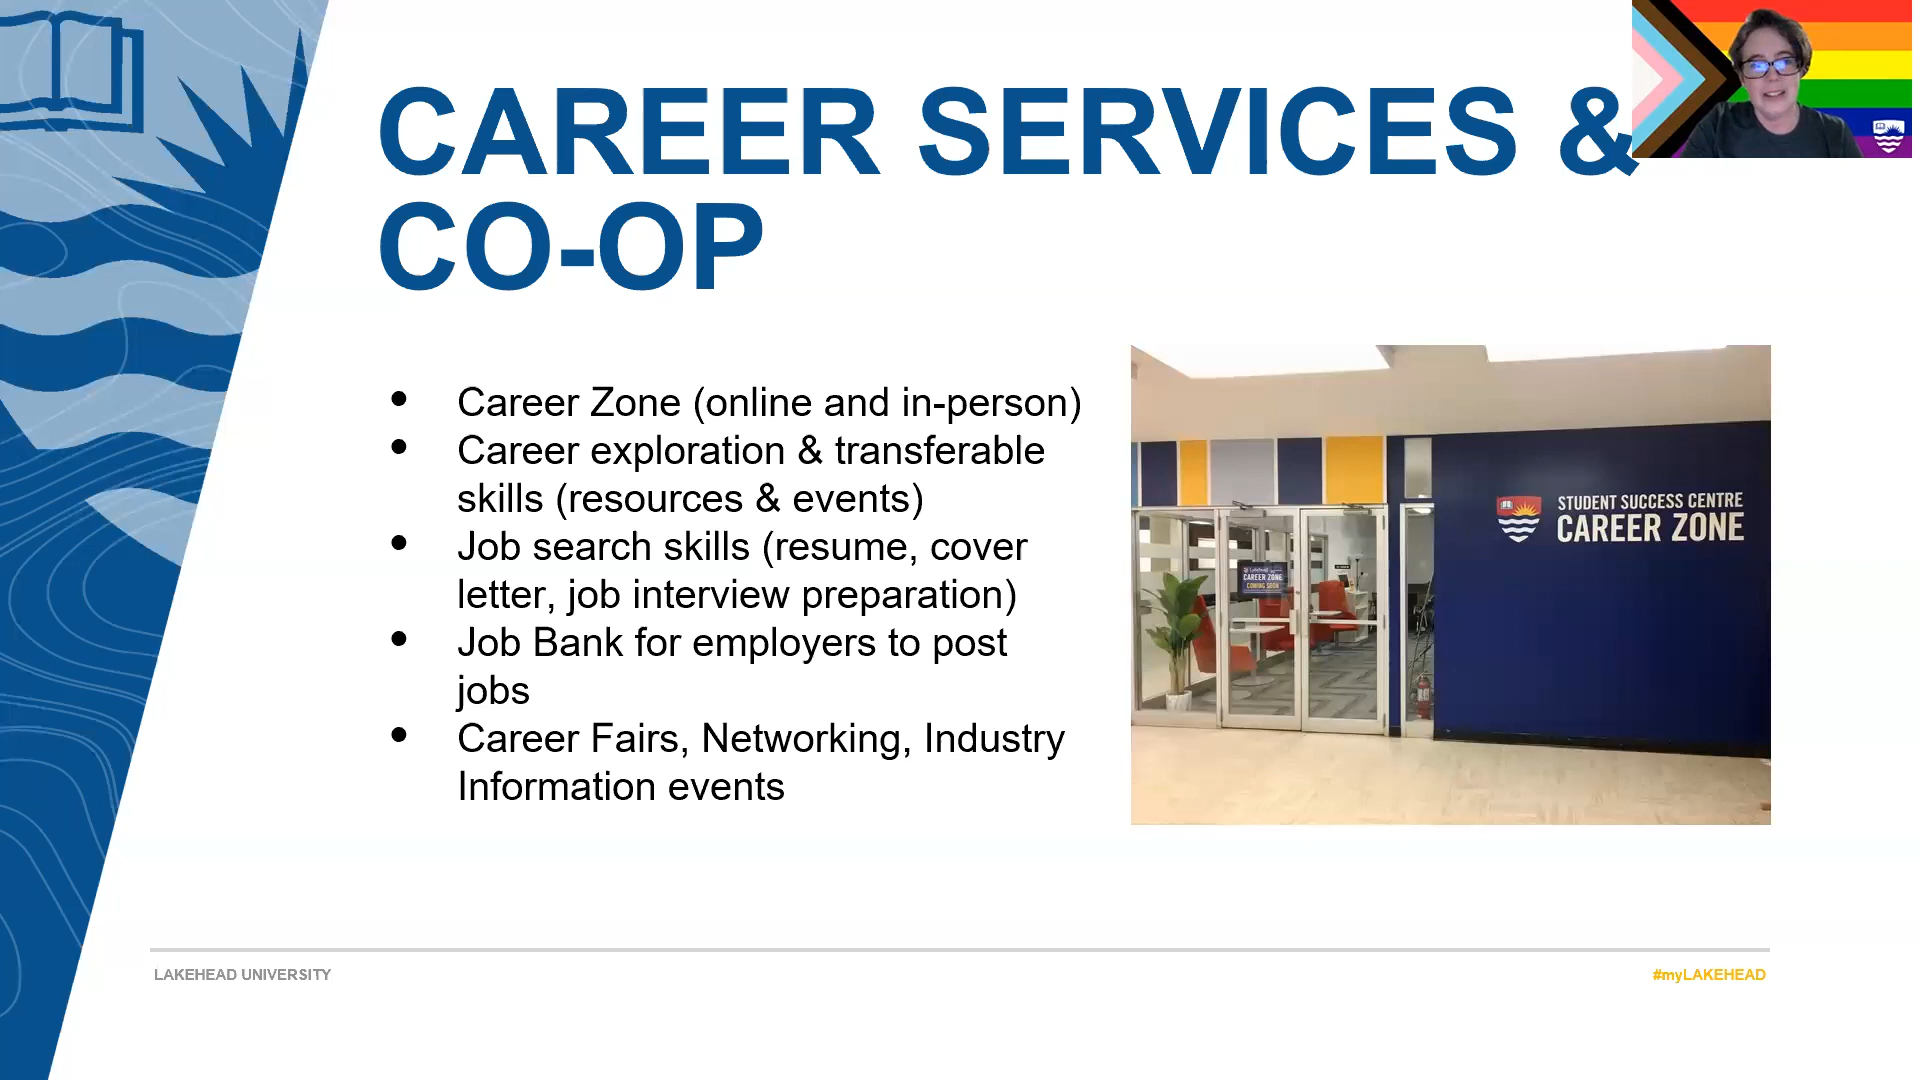 CAREER SERVICES &
CO-OP
• Career Zone (online and in-person)
• Career exploration & transferable
skills (resources & events)
• Job search skills (resume, cover
letter, job interview preparation)
• Job Bank for employers to post
jobs
• Career Fairs, Networking, Industry
Information events
STUDENT SUCCESS CENTRE
CAREER ZONE
Lakehead
CAREER ZONE
COMING SOON
LAKEHEAD UNIVERSITY
#myLAKEHEAD